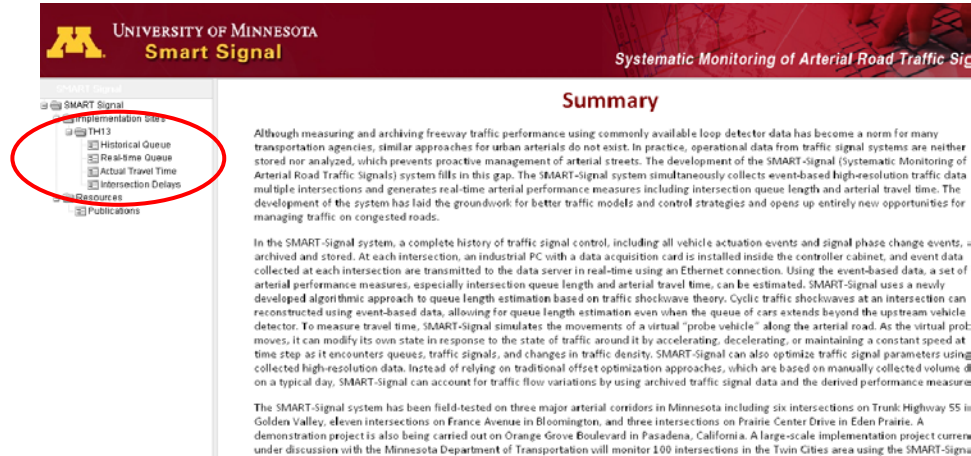 UNIVERSITY OF MINNESOTA
Smart Signal
Systematic Monitoring of Arterial Road Traffic Sig
SMART Signal
SMART Signal
Implementation Sites
TH13
Historical Queue
Real-time Queue
Actual Travel Time
Intersection Delays
Resources
Publications
Summary
Although measuring and archiving freeway traffic performance using commonly available loop detector data has become a norm for many
transportation agencies, similar approaches for urban arterials do not exist. In practice, operational data from traffic signal systems are neither
stored nor analyzed, which prevents proactive management of arterial streets. The development of the SMART-Signal (Systematic Monitoring of
Arterial Road Traffic Signals) system fills in this gap. The SMART-Signal system simultaneously collects event-based high-resolution traffic data
multiple intersections and generates real-time arterial performance measures including intersection queue length and arterial travel time. The
development of the system has laid the groundwork for better traffic models and control strategies and opens up entirely new opportunities for
managing traffic on congested roads.
In the SMART-Signal system, a complete history of traffic signal control, including all vehicle actuation events and signal phase change events,
archived and stored. At each intersection, an industrial PC with a data acquisition card is installed inside the controller cabinet, and event data
collected at each intersection are transmitted to the data server in real-time using an Ethernet connection. Using the event-based data, a set of
arterial performance measures, especially intersection queue length and arterial travel time, can be estimated. SMART-Signal uses a newly
developed algorithmic approach to queue length estimation based on traffic shockwave theory. Cyclic traffic shockwaves at an intersection can
reconstructed using event-based data, allowing for queue length estimation even when the queue of cars extends beyond the upstream vehicle
detector. To measure travel time, SMART-Signal simulates the movements of a virtual "probe vehicle" along the arterial road. As the virtual prob
moves, it can modify its own state in response to the state of traffic around it by accelerating, decelerating, or maintaining a constant speed at
time step as it encounters queues, traffic signals, and changes in traffic density. SMART-Signal can also optimize traffic signal parameters using
collected high-resolution data. Instead of relying on traditional offset optimization approaches, which are based on manually collected volume d
on a typical day, SMART-Signal can account for traffic flow variations by using archived traffic signal data and the derived performance measure
The SMART-Signal system has been field-tested on three major arterial corridors in Minnesota including six intersections on Trunk Highway 55 in
Golden Valley, eleven intersections on France Avenue in Bloomington, and three intersections on Prairie Center Drive in Eden Prairie. A
demonstration project is also being carried out on Orange Grove Boulevard in Pasadena, California. A large-scale implementation project curren
under discussion with the Minnesota Department of Transportation will monitor 100 intersections in the Twin Cities area using the SMART-Signa